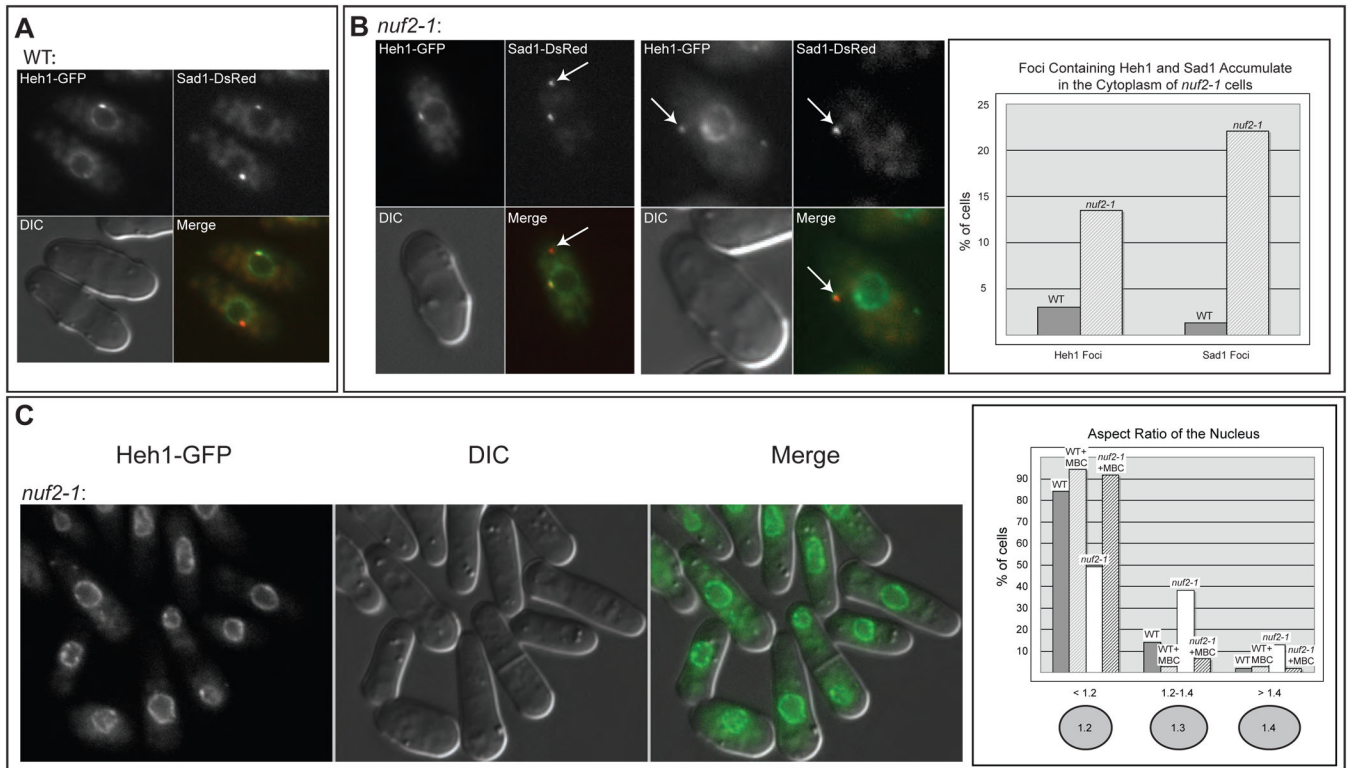 A
WT:
Heh1-GFP
Sad1-DsRed
DIC
Merge
B
nuf2-1:
Heh1-GFP
Sad1-DsRed
Heh1-GFP
Sad1-DsRed
DIC
Merge
DIC
Merge
Foci Containing Heh1 and Sad1 Accumulate
in the Cytoplasm of nuf2-1 cells
% of cells
25
20
15
10
5
WT
nuf2-1
WT
nuf2-1
Heh1 Foci
Sad1 Foci
C
Heh1-GFP
DIC
Merge
nuf2-1:
Aspect Ratio of the Nucleus
% of cells
90
80
70
60
50
40
30
20
10
WT
WT+
MBC
nuf2-1
nuf2-1
+MBC
WT
WT+
MBC
nuf2-1
nuf2-1
+MBC
WT
WT+
MBC
nuf2-1
nuf2-1
+MBC
< 1.2
1.2-1.4
> 1.4
1.2
1.3
1.4